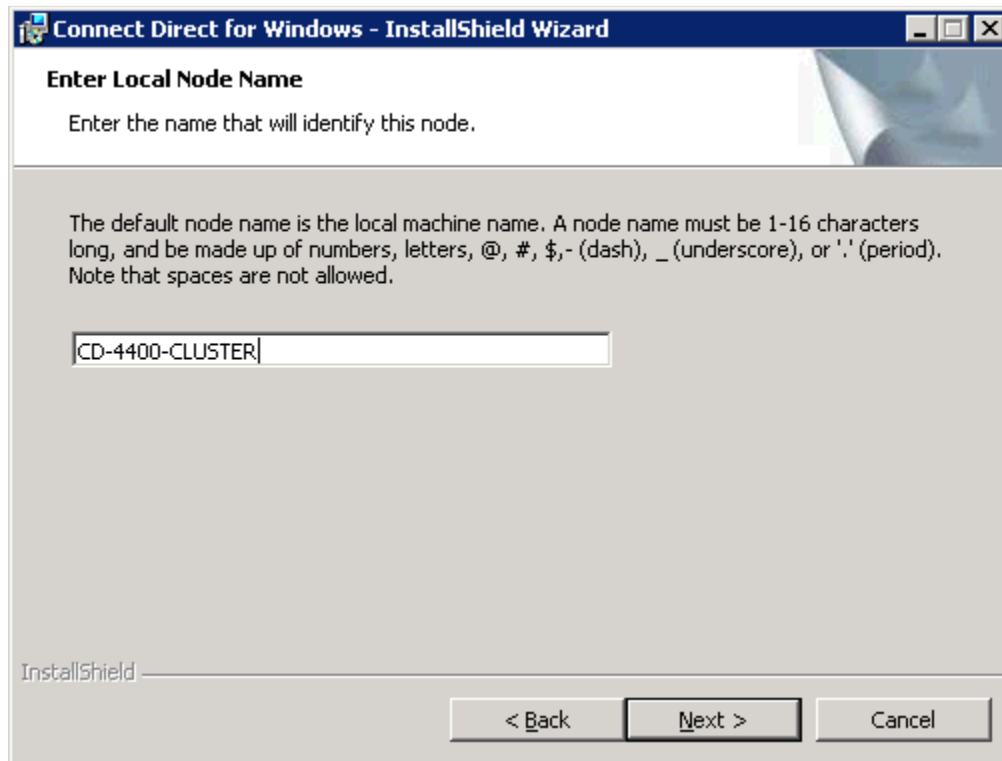 Connect Direct for Windows - InstallShield Wizard
Enter Local Node Name
Enter the name that will identify this node.
The default node name is the local machine name. A node name must be 1-16 characters
long, and be made up of numbers, letters, @, #, $,- (dash), _ (underscore), or '.' (period).
Note that spaces are not allowed.
CD-4400-CLUSTER
InstallShield
< Back Next > Cancel